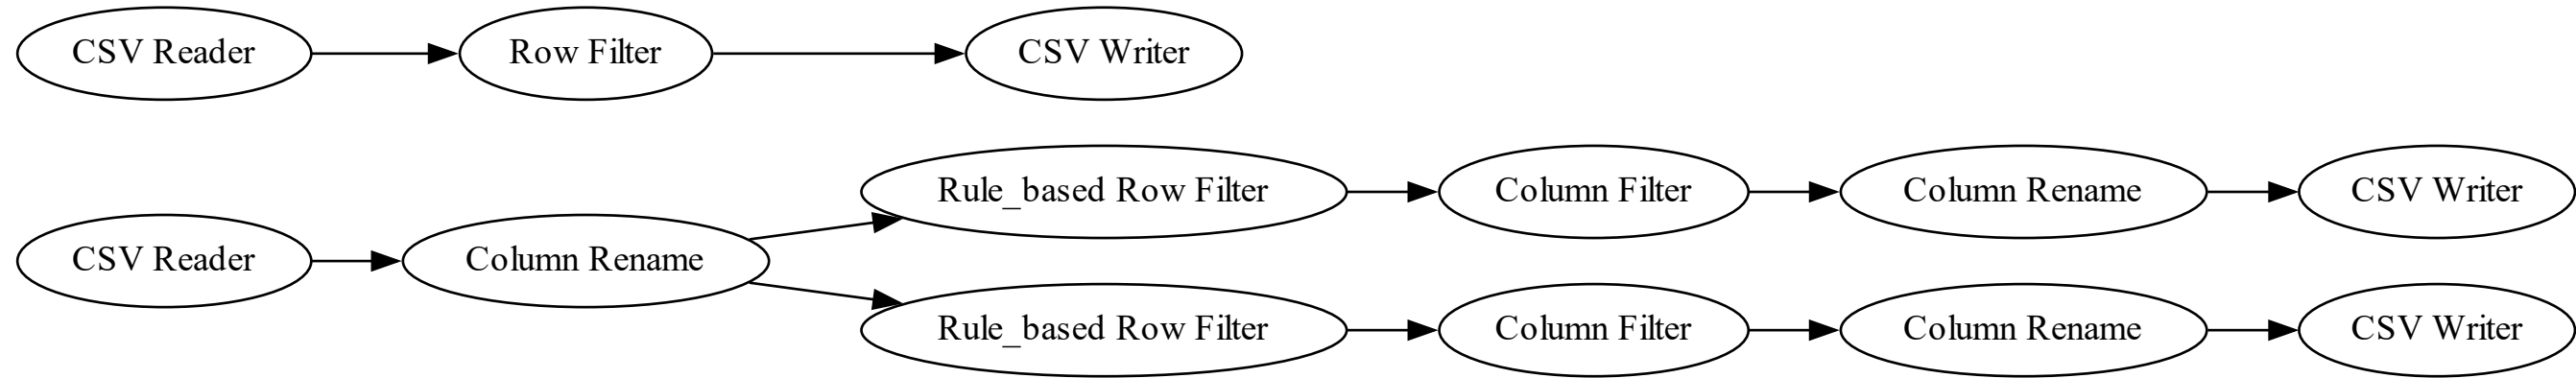 CSV Reader
Row Filter
CSV Writer
Rule_based Row Filter
Column Filter
Column Rename
CSV Writer
CSV Reader
Column Rename
Rule_based Row Filter
Column Filter
Column Rename
CSV Writer